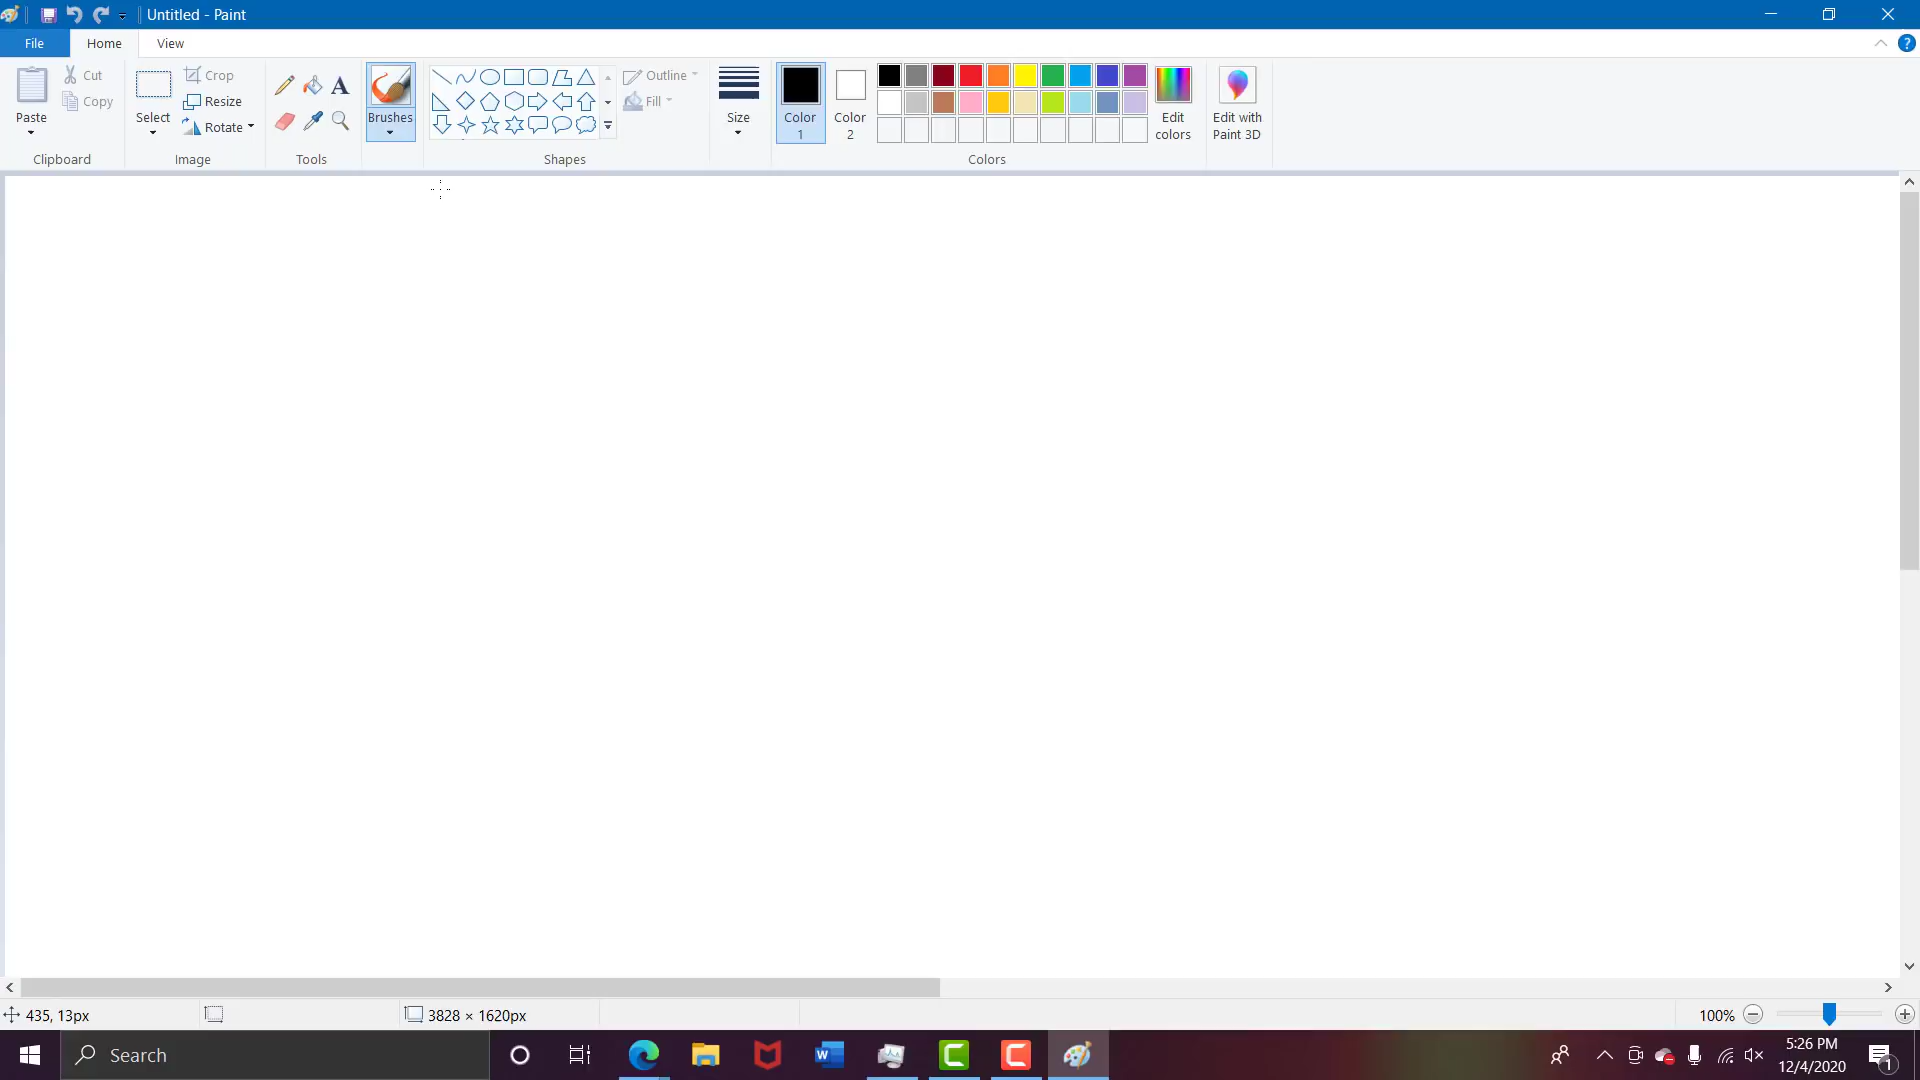 Untitled - Paint
File Home View
Paste
Cut
Copy
Clipboard
Select
Crop
Resize
Rotate
Image
Tools
Brushes
Outline
Fill
Shapes
Size
Color
1
Color
2
Edit
colors
Colors
Edit with
Paint 3D
435, 13px
3828 × 1620px
100%
Search
5:26 PM
12/4/2020
1